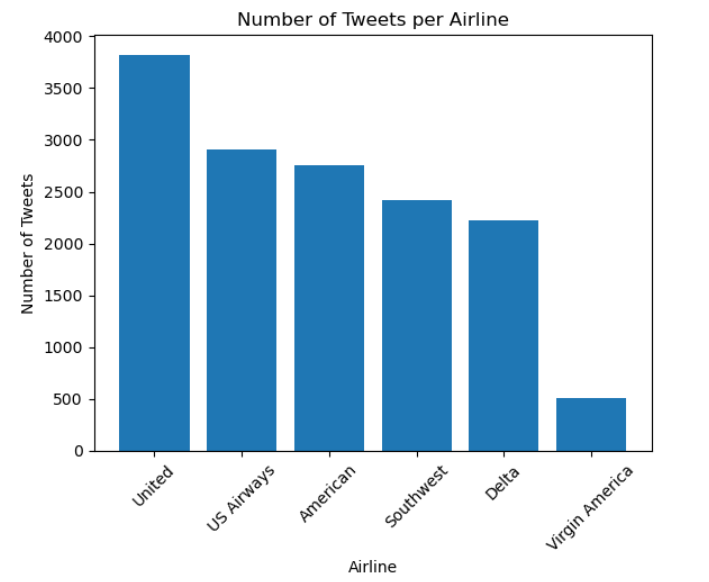 Number of Tweets per Airline
Number of Tweets
4000
3500
3000
2500
2000
1500
1000
500
0
United
US Airways
American
Southwest
Delta
Virgin America
Airline